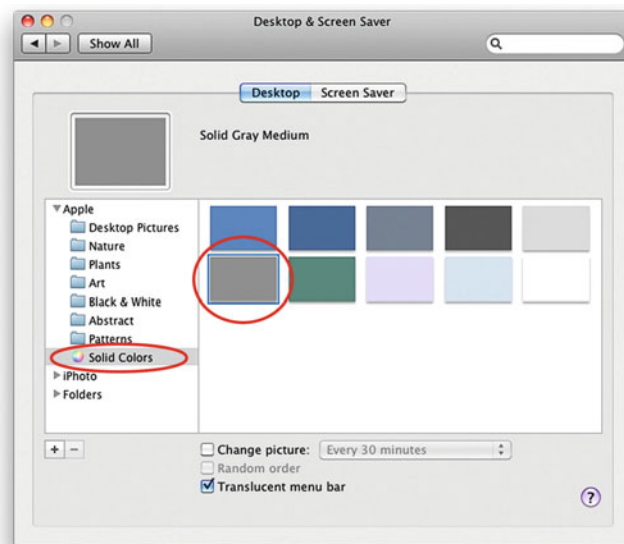 Desktop & Screen Saver
Show All
Desktop Screen Saver
Solid Gray Medium
Apple
Desktop Pictures
Nature
Plants
Art
Black & White
Abstract
Patterns
Solid Colors
iPhoto
Folders
+ −
Change picture: Every 30 minutes
Random order
Translucent menu bar
?